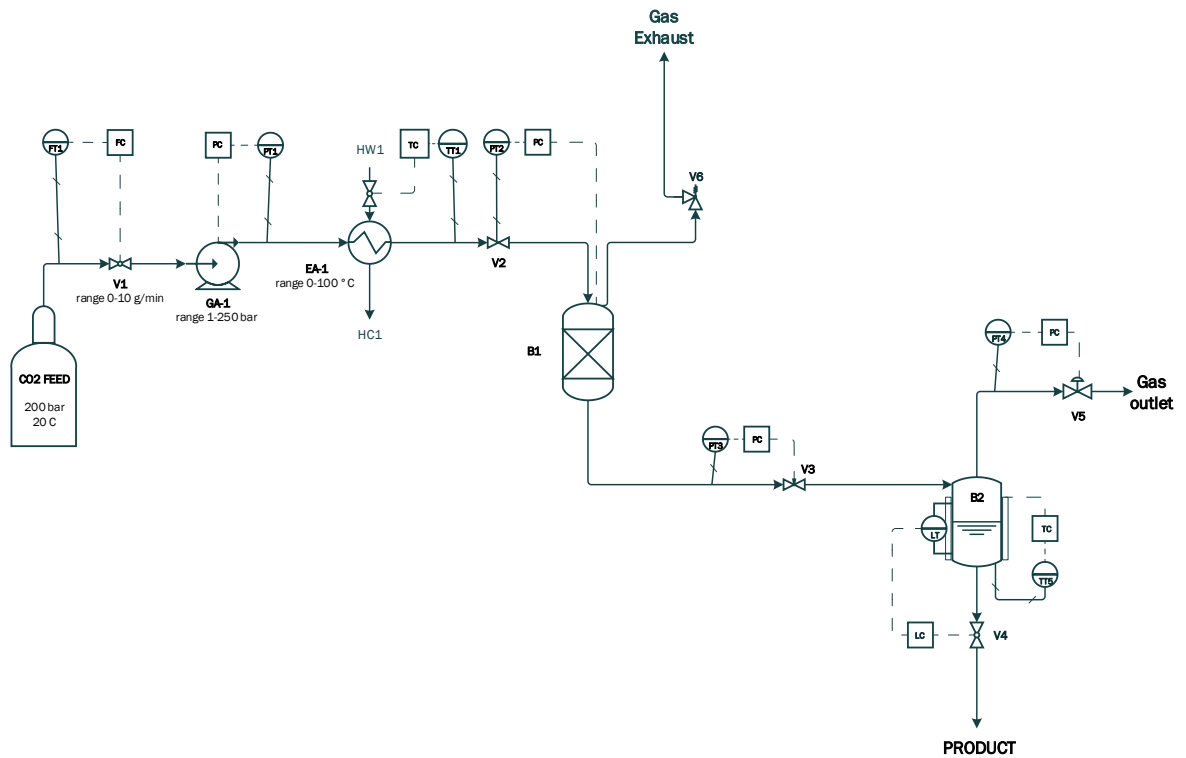 Gas
Exhaust
FT1
FC
PC
PT1
HW1
TC
TT1
PT2
PC
V6
V2
V1
range 0-10 g/min
GA-1
range 1-250 bar
EA-1
range 0-100 °C
HC1
B1
CO2 FEED
200 bar
20 C
PT4
PC
V5
Gas
outlet
PT3
PC
V3
B2
LT
TC
TT5
LC
V4
PRODUCT